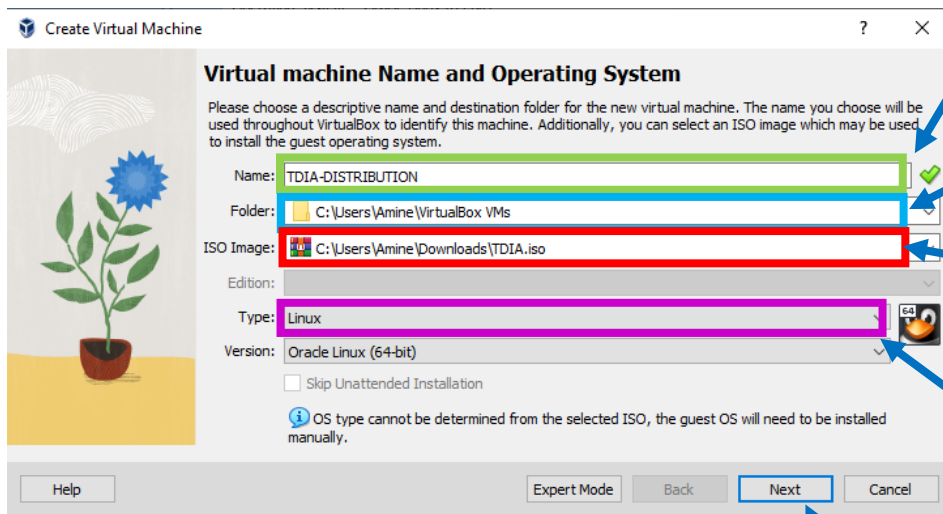 Create Virtual Machine
?
Virtual machine Name and Operating System
Please choose a descriptive name and destination folder for the new virtual machine. The name you choose will be
used throughout VirtualBox to identify this machine. Additionally, you can select an ISO image which may be used
to install the guest operating system.
Name: TDIA-DISTRIBUTION
Folder: C:\Users\Amine\VirtualBox VMs
ISO Image: C:\Users\Amine\Downloads\TDIA.iso
Edition:
Type: Linux
64
Version: Oracle Linux (64-bit)
Skip Unattended Installation
OS type cannot be determined from the selected ISO, the guest OS will need to be installed
manually.
Help Expert Mode Back Next Cancel